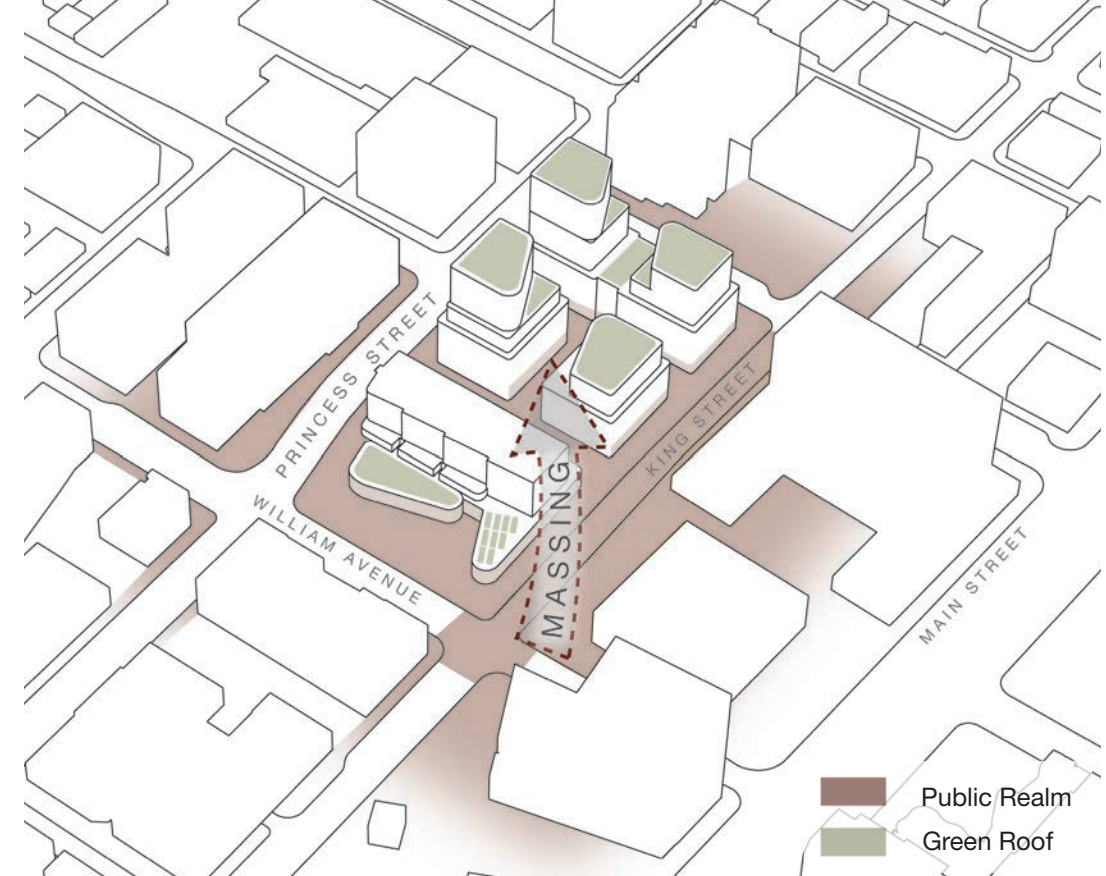 PRINCESS STREET
KING STREET
WILLIAM AVENUE
MASSING
MAIN STREET
Public Realm
Green Roof